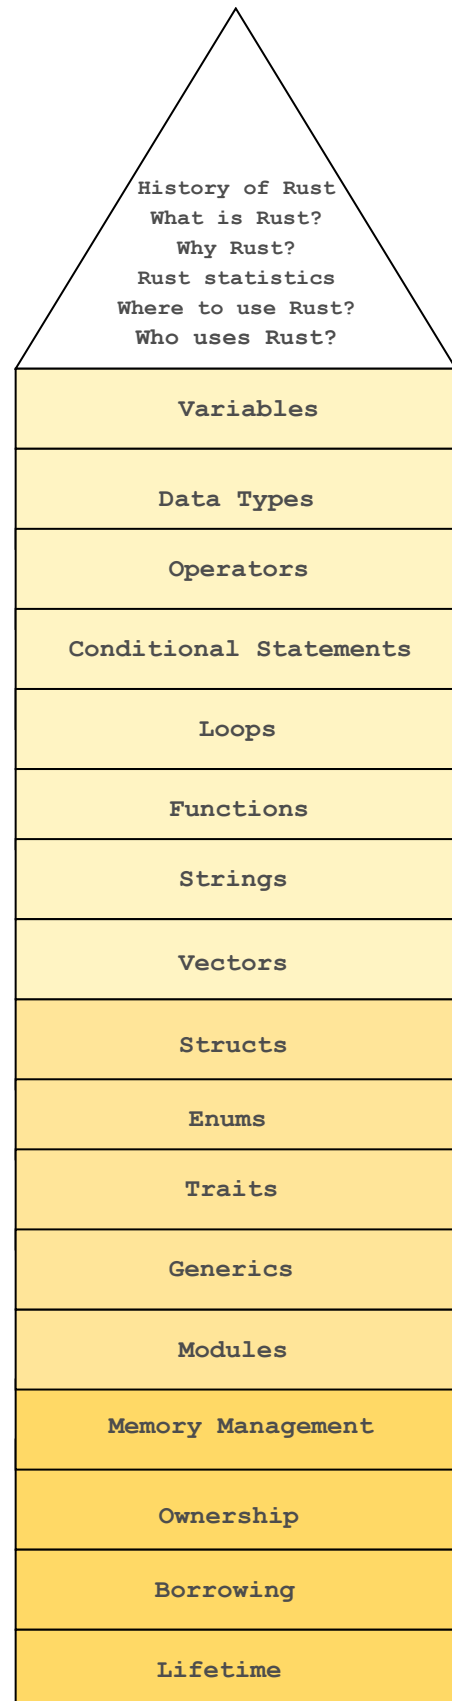 History of Rust
What is Rust?
Why Rust?
Rust statistics
Where to use Rust?
Who uses Rust?
Variables
Data Types
Operators
Conditional Statements
Loops
Functions
Strings
Vectors
Structs
Enums
Traits
Generics
Modules
Memory Management
Ownership
Borrowing
Lifetime